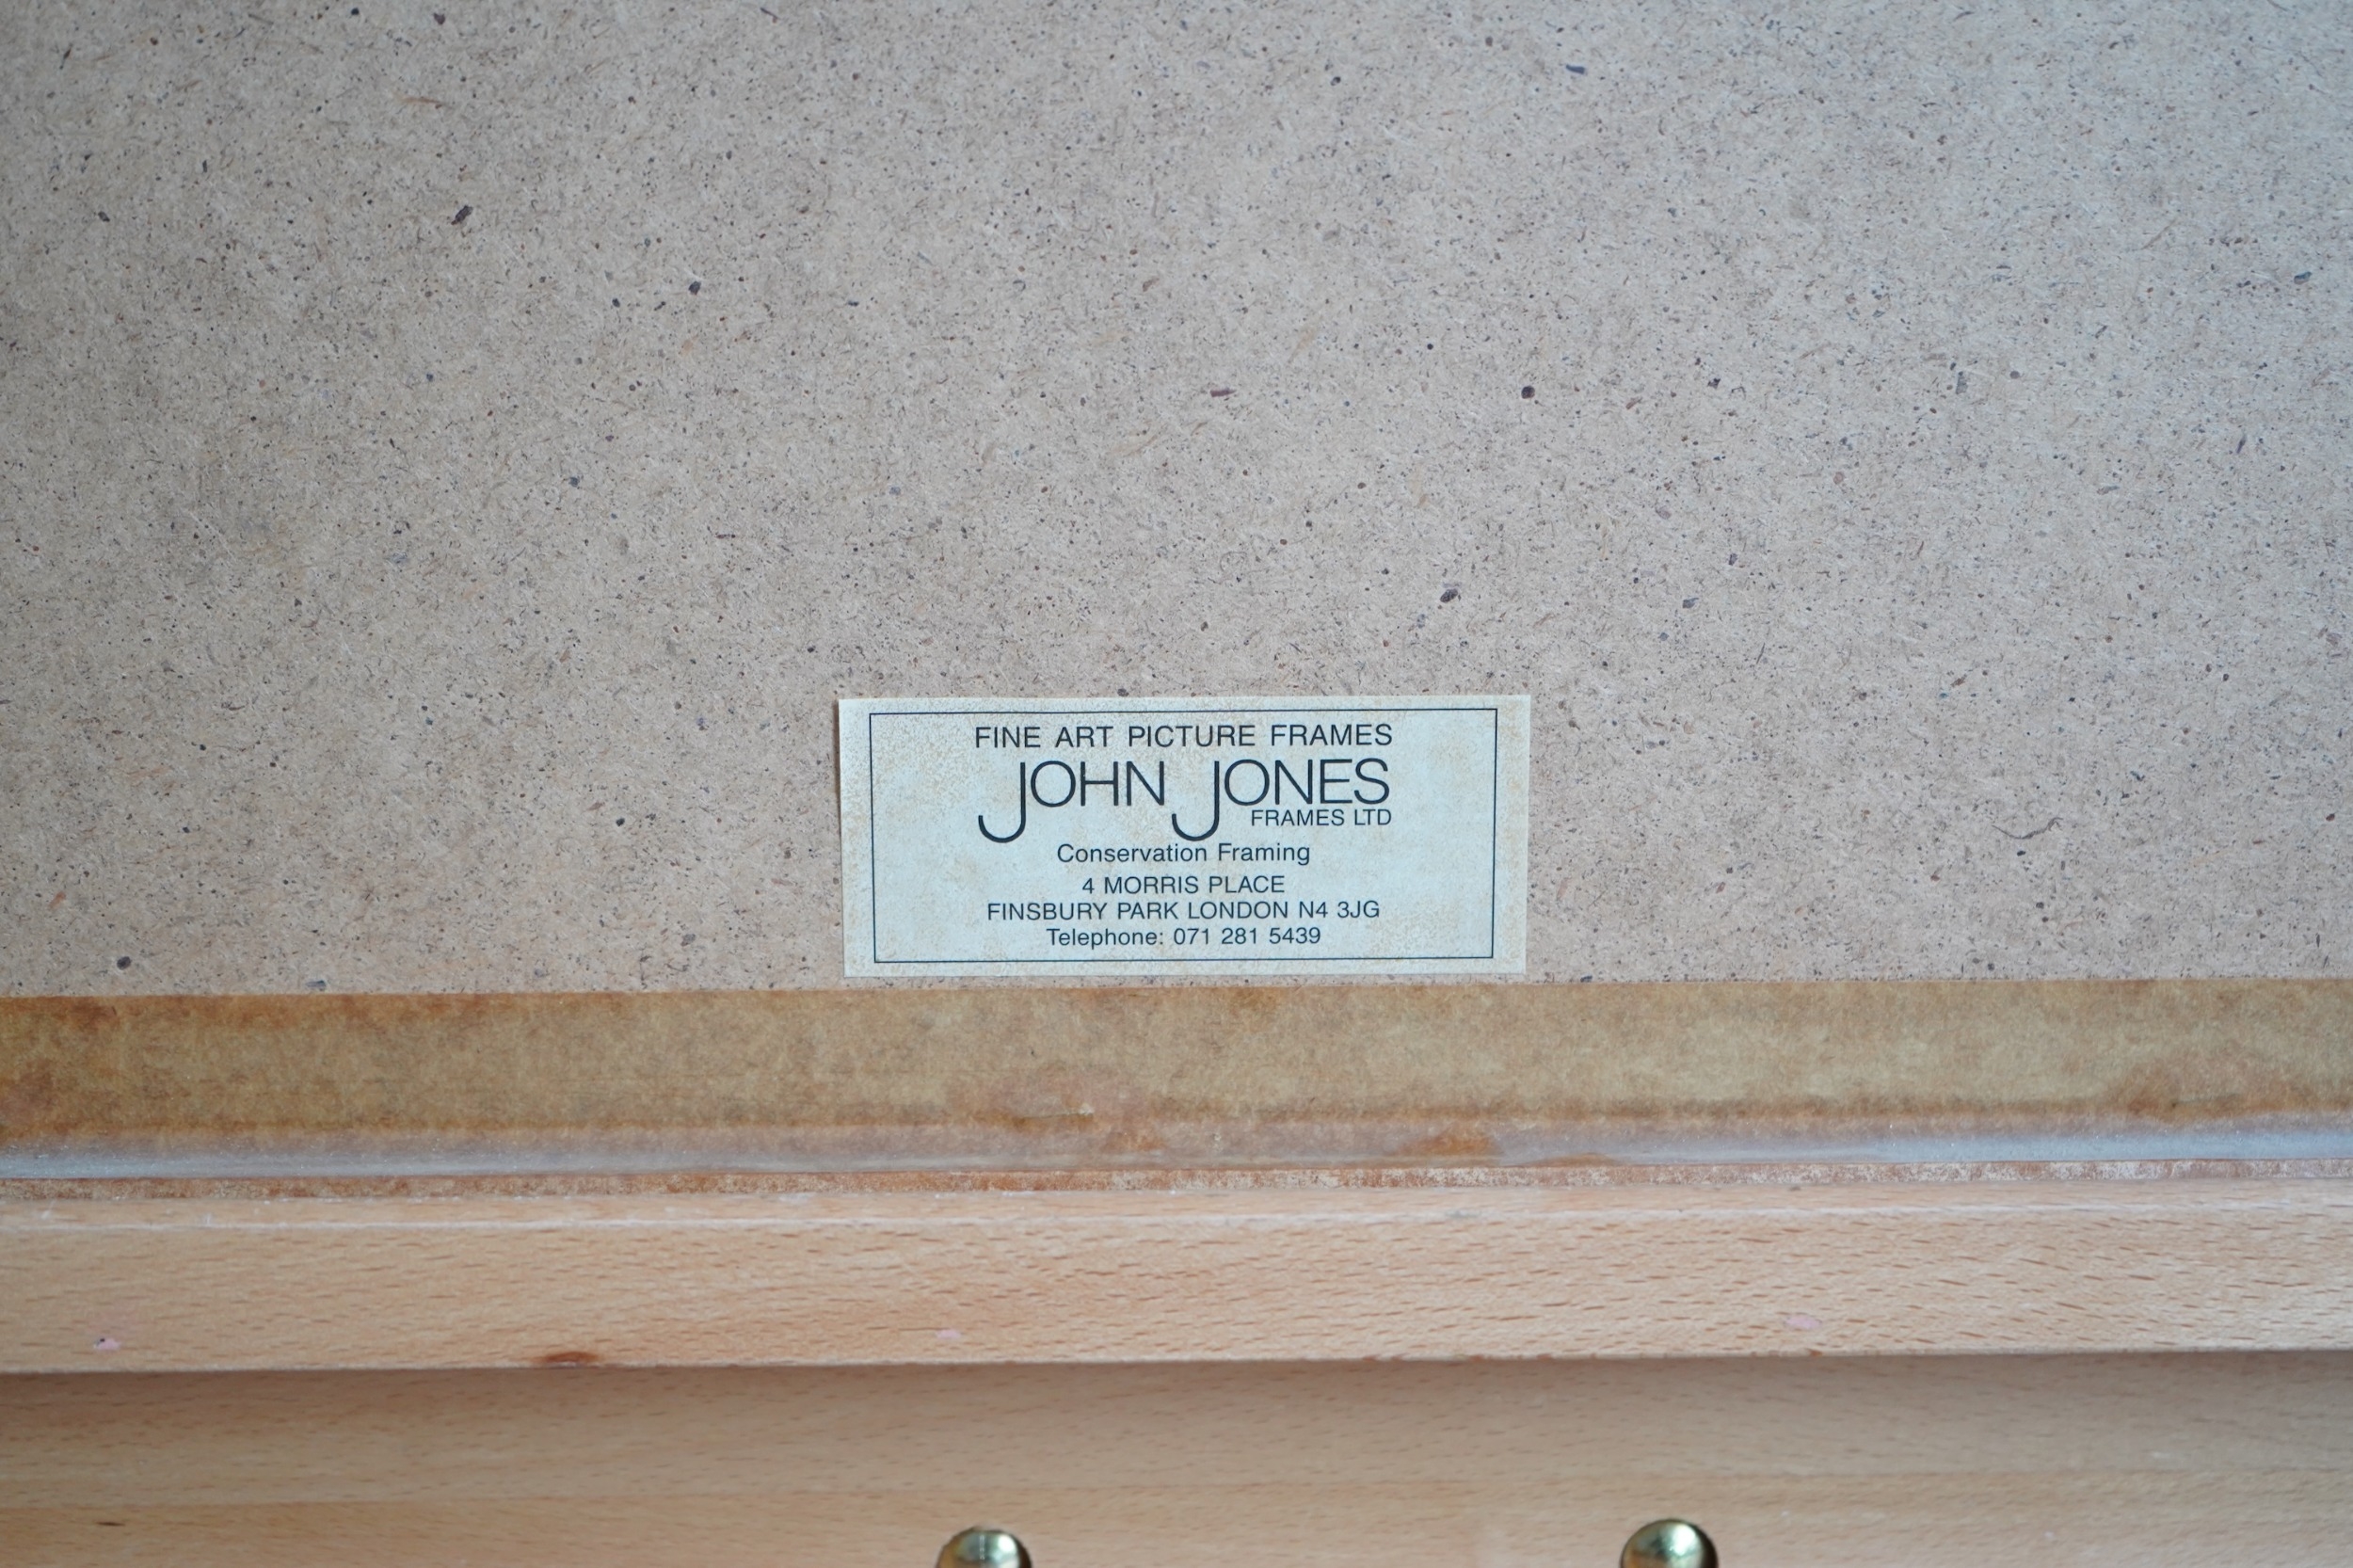 FINE ART PICTURE FRAMES
JOHN JONES
FRAMES LTD
Conservation Framing
4 MORRIS PLACE
FINSBURY PARK LONDON N4 3JG
Telephone: 071 281 5439